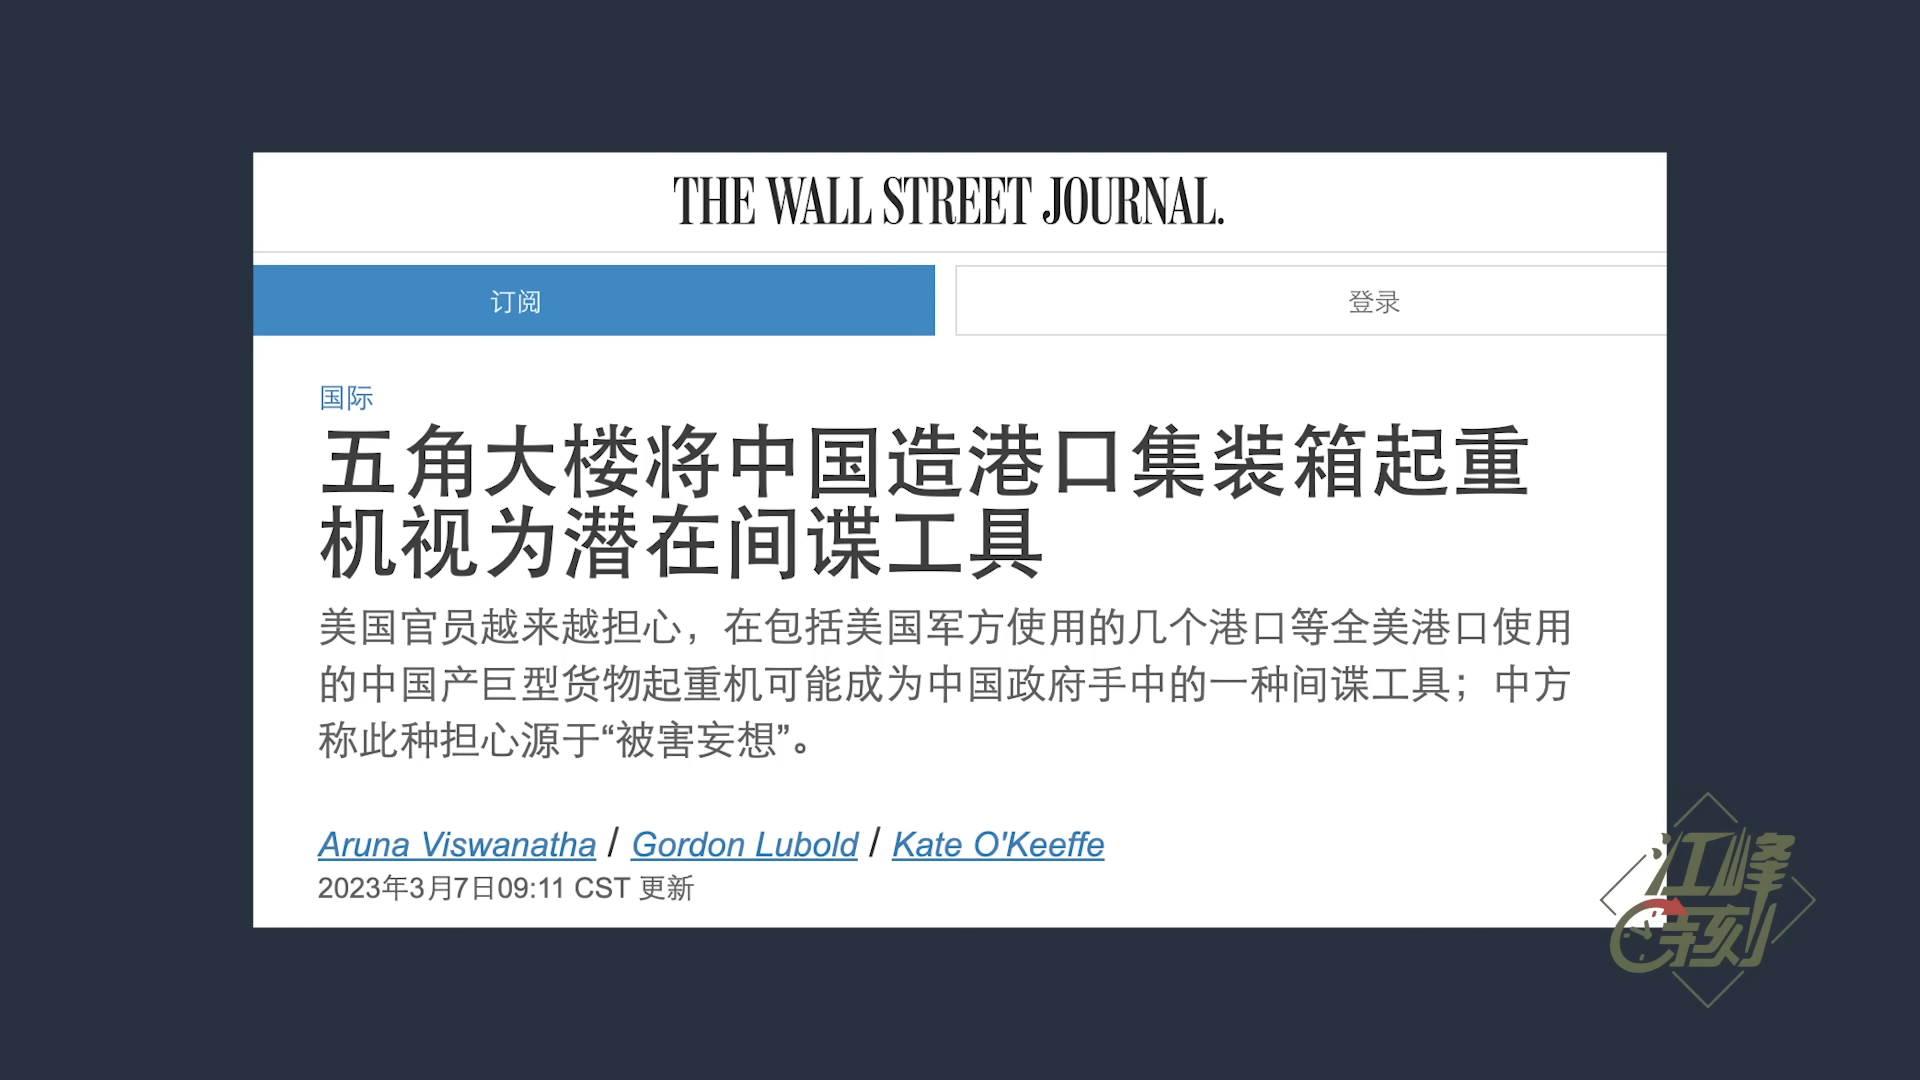 THE WALL STREET JOURNAL.
订阅
登录
国际
五角大楼将中国造港口集装箱起重
机视为潜在间谍工具
美国官员越来越担心，在包括美国军方使用的几个港口等全美港口使用
的中国产巨型货物起重机可能成为中国政府手中的一种间谍工具；中方
称此种担心源于“被害妄想”。
Aruna Viswanatha / Gordon Lubold / Kate O'Keeffe
2023年3月7日09:11 CST 更新
江峰
时刻